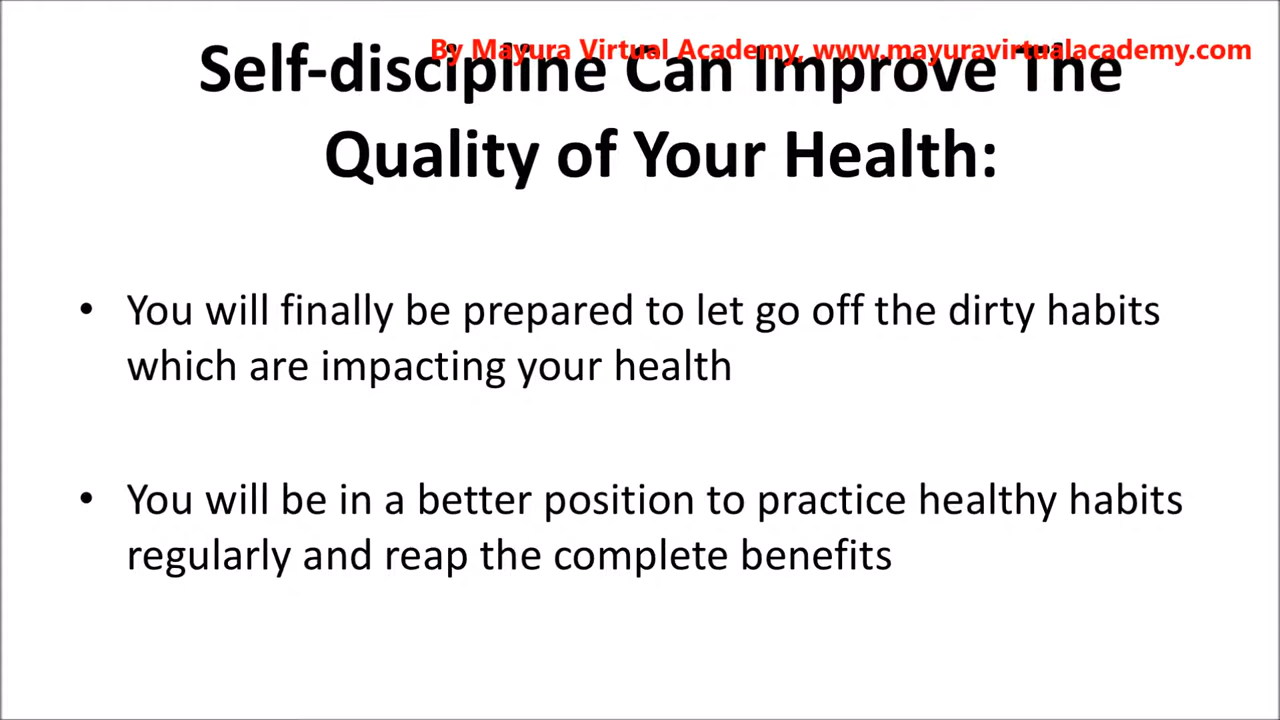 By Mayura Virtual Academy, www.mayuravirtualacademy.com
Self-discipline Can Improve The
Quality of Your Health:
• You will finally be prepared to let go off the dirty habits
which are impacting your health
• You will be in a better position to practice healthy habits
regularly and reap the complete benefits